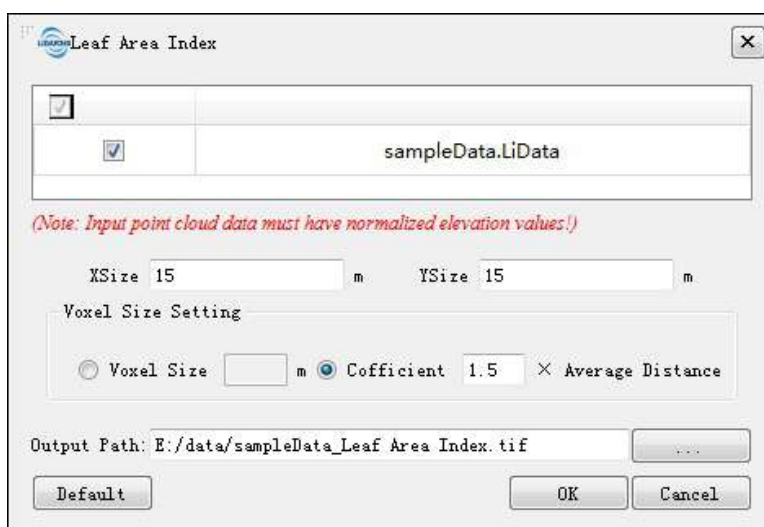 Leaf Area Index
sampleData.LiData
(Note: Input point cloud data must have normalized elevation values!)
XSize 15 m YSize 15 m
Voxel Size Setting
Voxel Size m Cofficient 1.5 × Average Distance
Output Path: E:/data/sampleData_Leaf Area Index.tif ...
Default OK Cancel